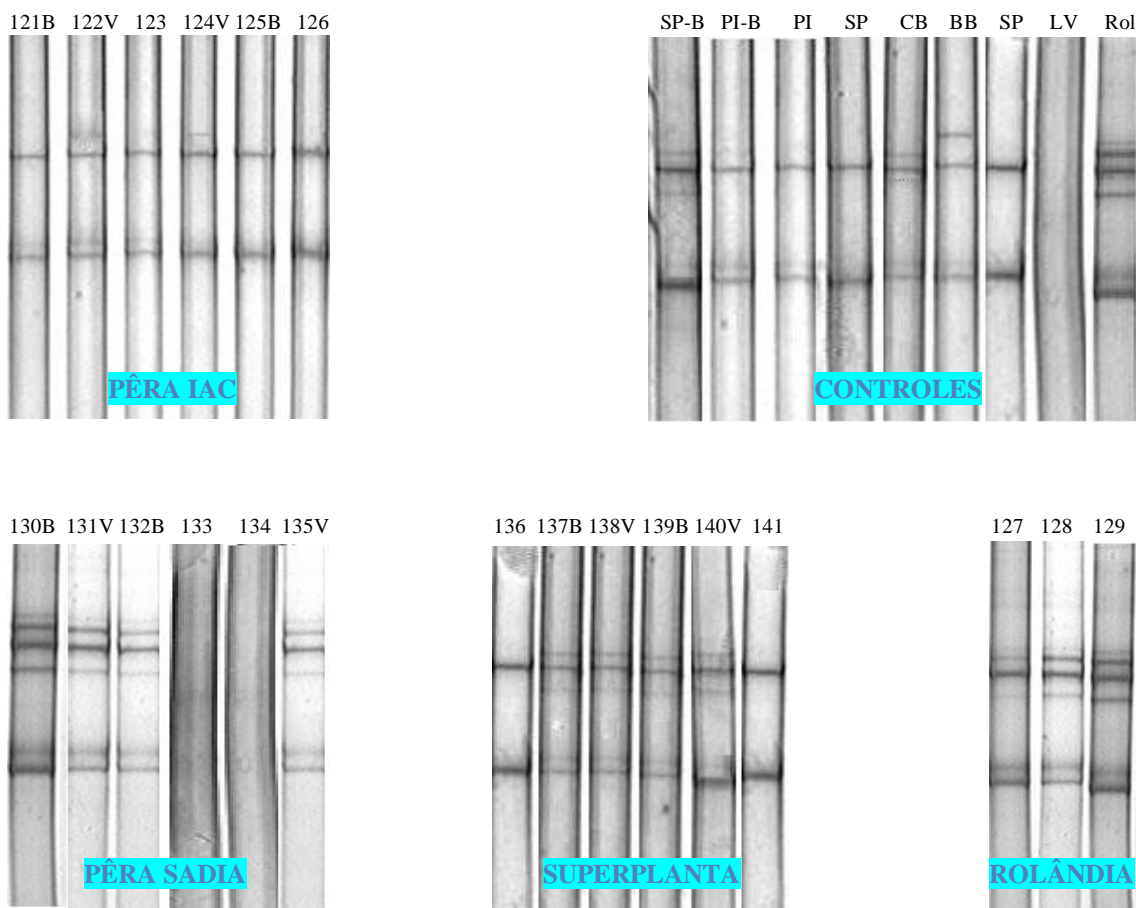 121B 122V 123 124V 125B 126
PÊRA IAC
SP-B PI-B PI SP CB BB SP LV Rol
CONTROLES
130B 131V 132B 133 134 135V
PÊRA SADIA
136 137B 138V 139B 140V 141
SUPERPLANTA
127 128 129
ROLÂNDIA